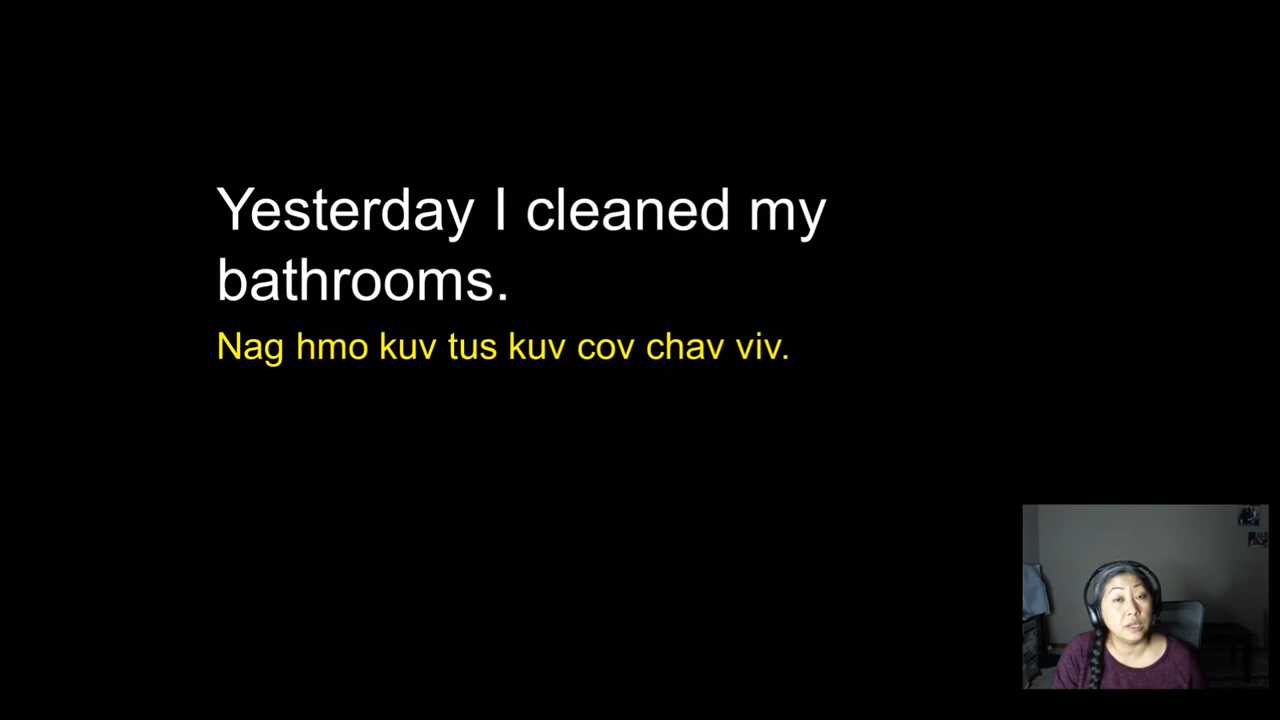 Yesterday I cleaned my
bathrooms.
Nag hmo kuv tus kuv cov chav viv.